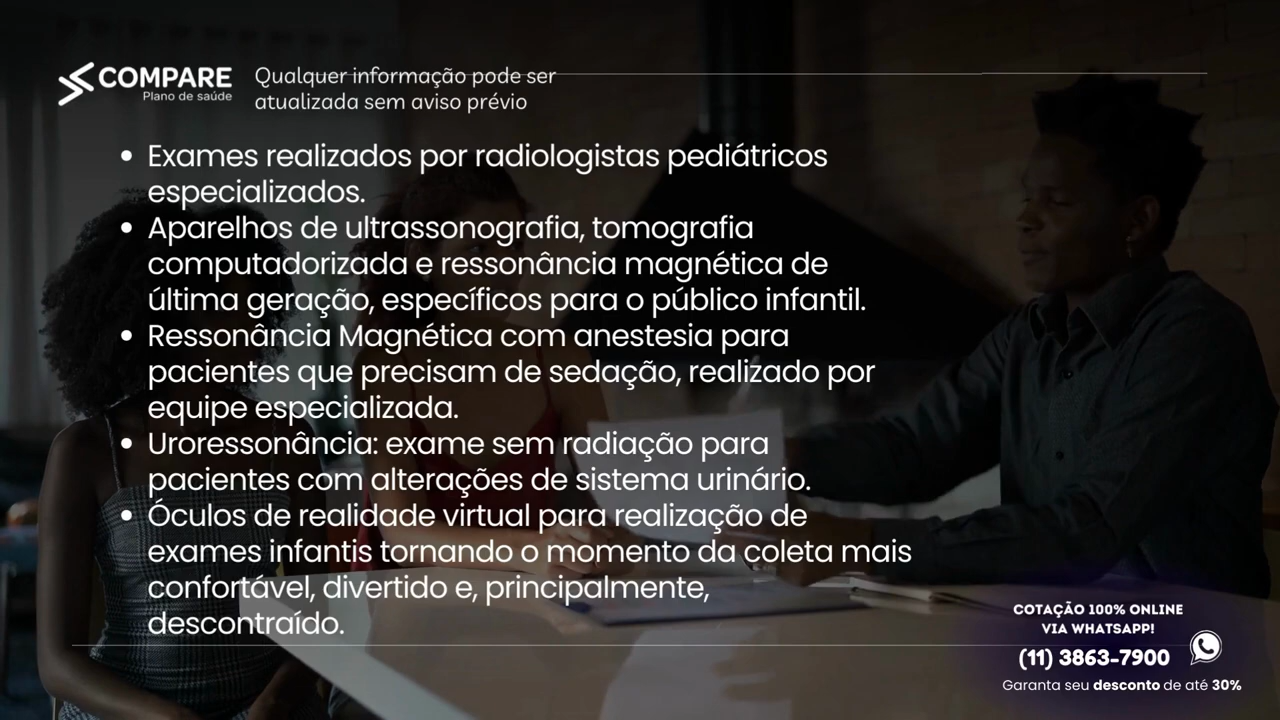 COMPARE
Plano de saúde
Qualquer informação pode ser
atualizada sem aviso prévio
• Exames realizados por radiologistas pediátricos
especializados.
• Aparelhos de ultrassonografia, tomografia
computadorizada e ressonância magnética de
última geração, específicos para o público infantil.
• Ressonância Magnética com anestesia para
pacientes que precisam de sedação, realizado por
equipe especializada.
• Uroressonância: exame sem radiação para
pacientes com alterações de sistema urinário.
• Óculos de realidade virtual para realização de
exames infantis tornando o momento da coleta mais
confortável, divertido e, principalmente,
descontraído.
COTAÇÃO 100% ONLINE
VIA WHATSAPP!
(11) 3863-7900
Garanta seu desconto de até 30%